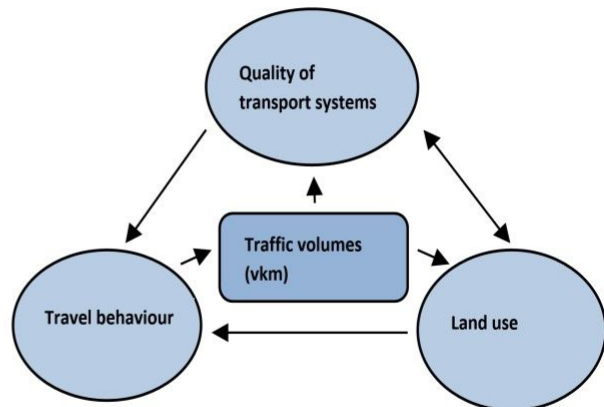 Quality of
transport systems
Traffic volumes
(vkm)
Travel behaviour
Land use